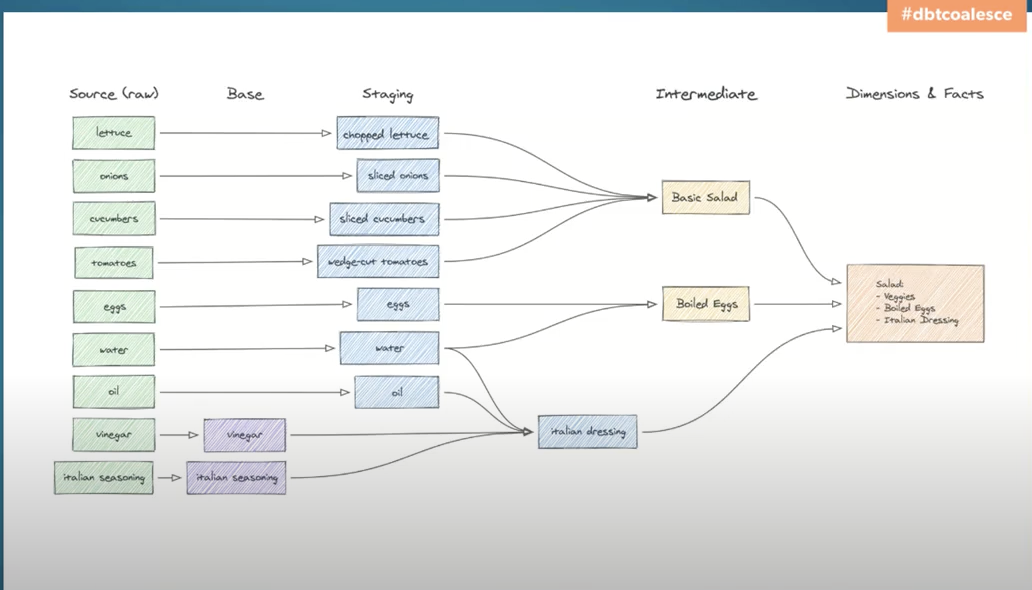 #dbtcoalesce
Source (raw)
Base
Staging
Intermediate
Dimensions & Facts
lettuce
chopped lettuce
onions
sliced onions
cucumbers
sliced cucumbers
tomatoes
wedge-cut tomatoes
eggs
eggs
water
water
oil
oil
vinegar
vinegar
italian seasoning
italian seasoning
italian dressing
Basic Salad
Boiled Eggs
Salad:
- Veggies
- Boiled Eggs
- Italian Dressing